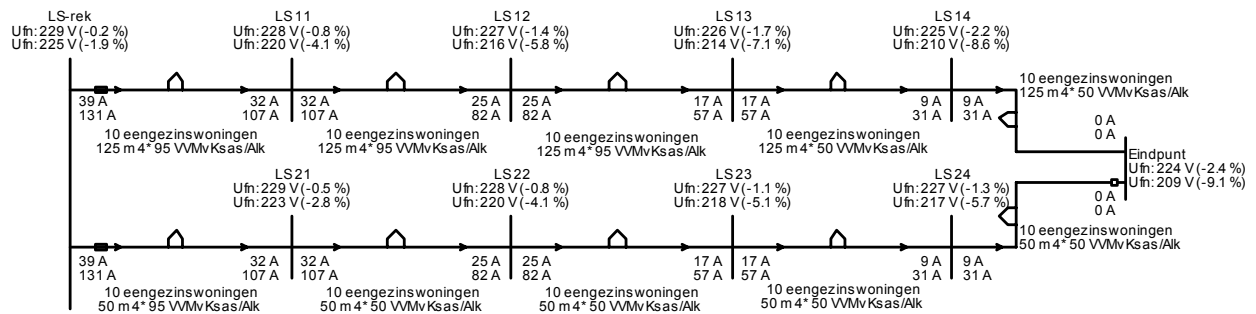 LS-rek
Ufn: 229 V (-0.2 %)
Ufn: 225 V (-1.9 %)
LS11
Ufn: 228 V (-0.8 %)
Ufn: 220 V (-4.1 %)
LS12
Ufn: 227 V (-1.4 %)
Ufn: 216 V (-5.8 %)
LS13
Ufn: 226 V (-1.7 %)
Ufn: 214 V (-7.1 %)
LS14
Ufn: 225 V (-2.2 %)
Ufn: 210 V (-8.6 %)
39 A
131 A
32 A
107 A
32 A
107 A
25 A
82 A
25 A
82 A
17 A
57 A
17 A
57 A
9 A
31 A
9 A
31 A
10 eengezinswoningen
125 m 4* 95 VVMvKsas/Alk
10 eengezinswoningen
125 m 4* 95 VVMvKsas/Alk
10 eengezinswoningen
125 m 4* 95 VVMvKsas/Alk
10 eengezinswoningen
125 m 4* 50 VVMvKsas/Alk
10 eengezinswoningen
125 m 4* 50 VVMvKsas/Alk
0 A
0 A
Eindpunt
Ufn: 224 V (-2.4 %)
Ufn: 209 V (-9.1 %)
0 A
0 A
LS21
Ufn: 229 V (-0.5 %)
Ufn: 223 V (-2.8 %)
LS22
Ufn: 228 V (-0.8 %)
Ufn: 220 V (-4.1 %)
LS23
Ufn: 227 V (-1.1 %)
Ufn: 218 V (-5.1 %)
LS24
Ufn: 227 V (-1.3 %)
Ufn: 217 V (-5.7 %)
39 A
131 A
32 A
107 A
32 A
107 A
25 A
82 A
25 A
82 A
17 A
57 A
17 A
57 A
9 A
31 A
9 A
31 A
10 eengezinswoningen
50 m 4* 95 VVMvKsas/Alk
10 eengezinswoningen
50 m 4* 50 VVMvKsas/Alk
10 eengezinswoningen
50 m 4* 50 VVMvKsas/Alk
10 eengezinswoningen
50 m 4* 50 VVMvKsas/Alk
10 eengezinswoningen
50 m 4* 50 VVMvKsas/Alk